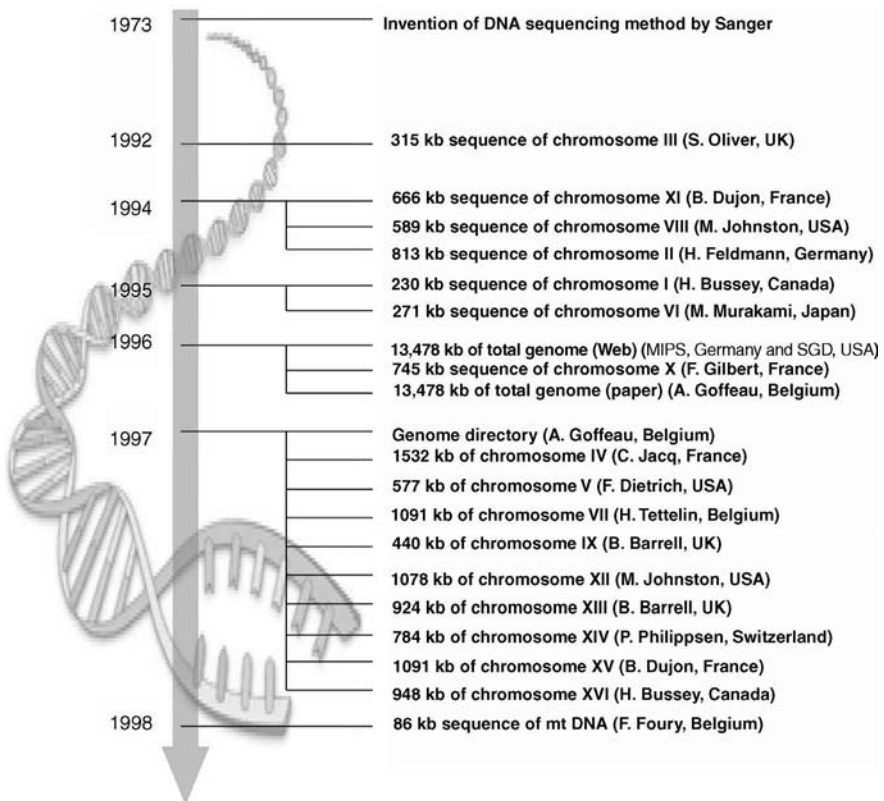 1973 Invention of DNA sequencing method by Sanger
1992 315 kb sequence of chromosome III (S. Oliver, UK)
1994 666 kb sequence of chromosome XI (B. Dujon, France)
589 kb sequence of chromosome VIII (M. Johnston, USA)
813 kb sequence of chromosome II (H. Feldmann, Germany)
1995 230 kb sequence of chromosome I (H. Bussey, Canada)
271 kb sequence of chromosome VI (M. Murakami, Japan)
1996 13,478 kb of total genome (Web) (MIPS, Germany and SGD, USA)
745 kb sequence of chromosome X (F. Gilbert, France)
13,478 kb of total genome (paper) (A. Goffeau, Belgium)
1997 Genome directory (A. Goffeau, Belgium)
1532 kb of chromosome IV (C. Jacq, France)
577 kb of chromosome V (F. Dietrich, USA)
1091 kb of chromosome VII (H. Tettelin, Belgium)
440 kb of chromosome IX (B. Barrell, UK)
1078 kb of chromosome XII (M. Johnston, USA)
924 kb of chromosome XIII (B. Barrell, UK)
784 kb of chromosome XIV (P. Philippsen, Switzerland)
1091 kb of chromosome XV (B. Dujon, France)
948 kb of chromosome XVI (H. Bussey, Canada)
1998 86 kb sequence of mt DNA (F. Foury, Belgium)